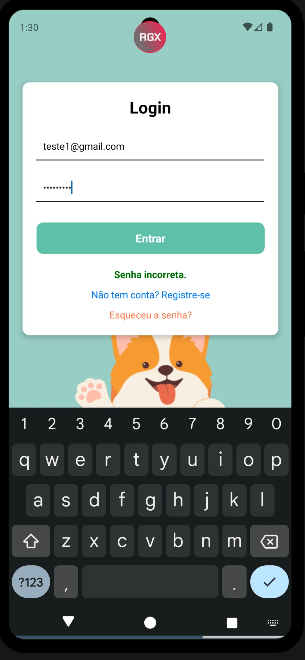 1:30
RGX
Login
teste1@gmail.com
•••••••••
Entrar
Senha incorreta.
Não tem conta? Registre-se
Esqueceu a senha?
1 2 3 4 5 6 7 8 9 0
q w e r t y u i o p
a s d f g h j k l
z x c v b n m
?123 , .